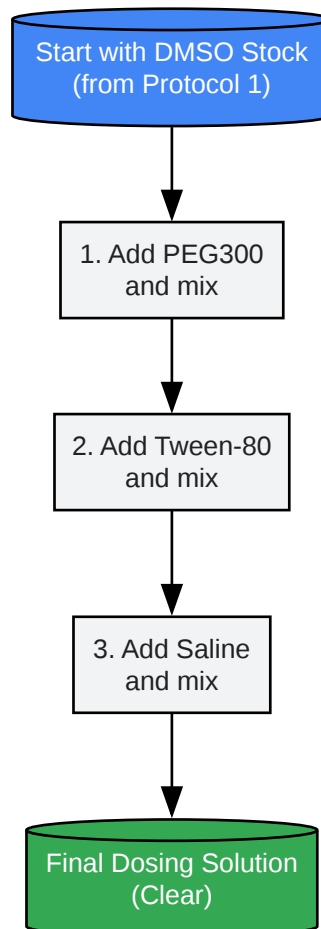 Start with DMSO Stock
(from Protocol 1)
1. Add PEG300
and mix
2. Add Tween-80
and mix
3. Add Saline
and mix
Final Dosing Solution
(Clear)